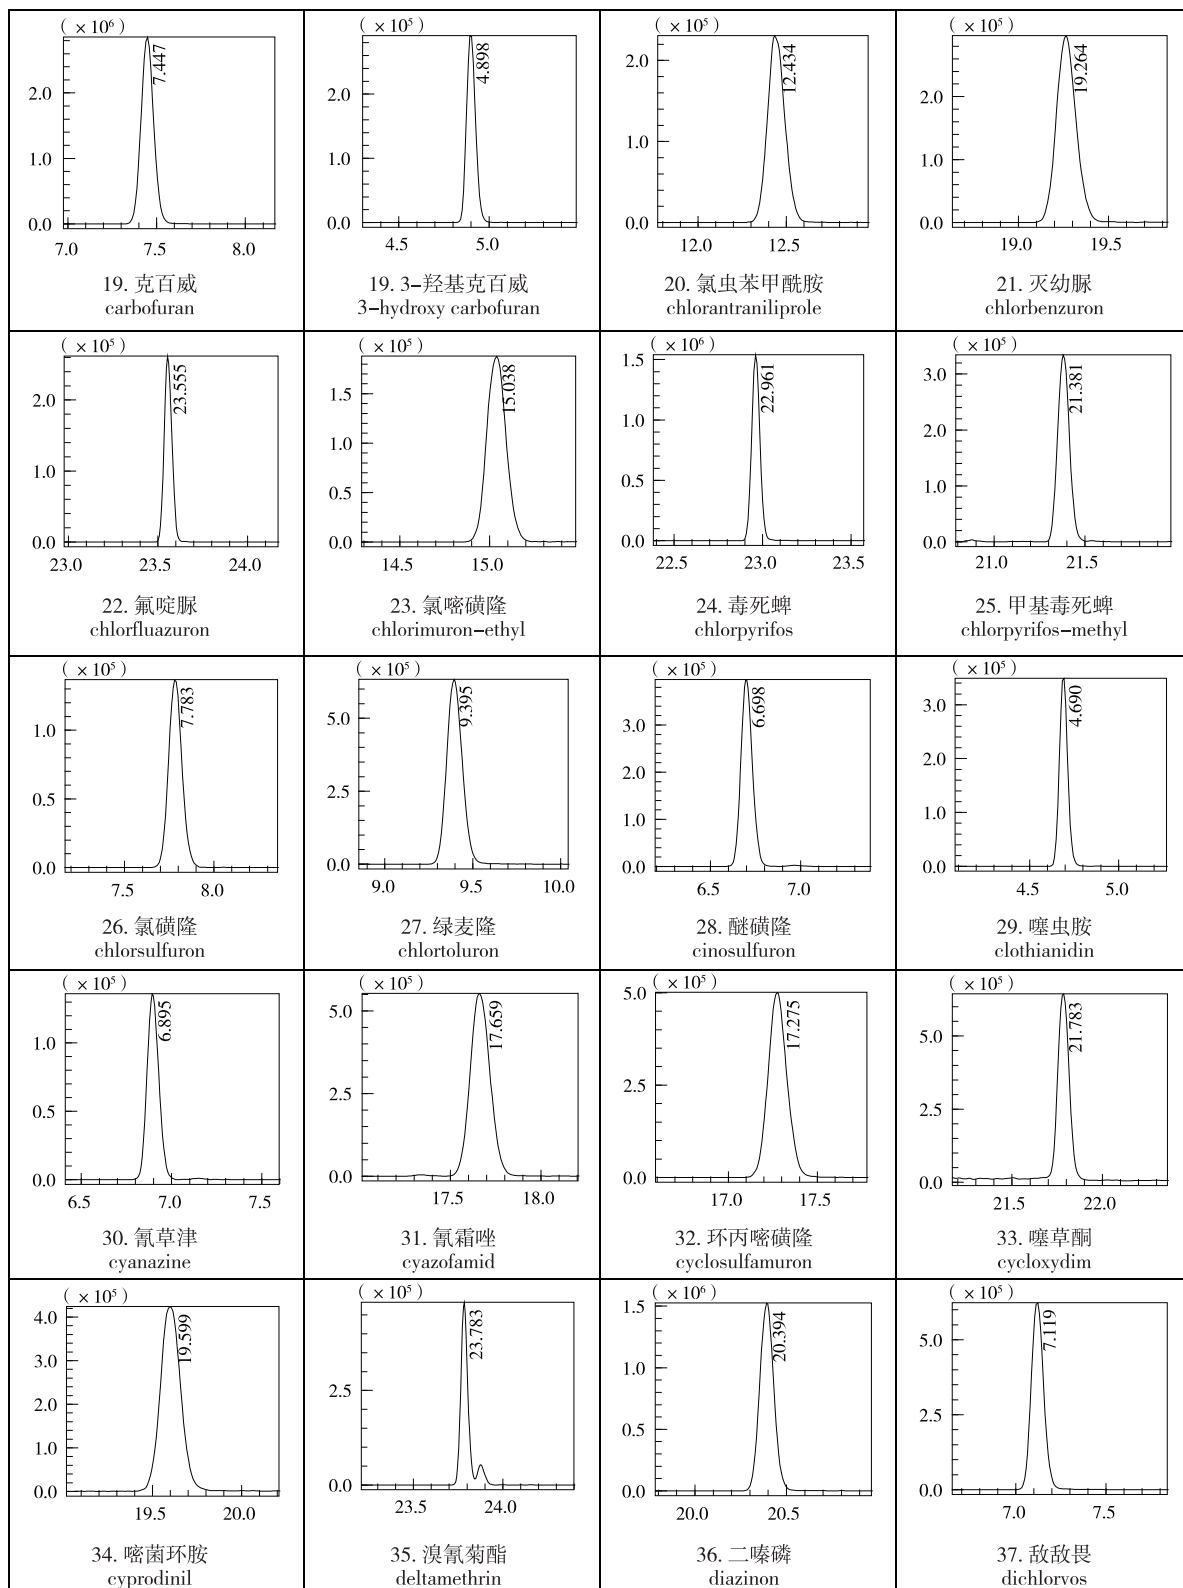 ( ×10⁶)
7.447
2.0
1.0
0.0
7.0 7.5 8.0
19. 克百威
carbofuran
( ×10⁵)
4.898
2.0
1.0
0.0
4.5 5.0
19. 3-羟基克百威
3-hydroxy carbofuran
( ×10⁵)
12.434
2.0
1.0
0.0
12.0 12.5
20. 氯虫苯甲酰胺
chlorantraniliprole
( ×10⁵)
19.264
2.0
1.0
0.0
19.0 19.5
21. 灭幼脲
chlorbenzuron
( ×10⁵)
23.555
2.0
1.0
0.0
23.0 23.5 24.0
22. 氟啶脲
chlorfluazuron
( ×10⁵)
15.038
1.5
1.0
0.5
0.0
14.5 15.0
23. 氯嘧磺隆
chlorimuron-ethyl
( ×10⁶)
22.961
1.5
1.0
0.5
0.0
22.5 23.0 23.5
24. 毒死蜱
chlorpyrifos
( ×10⁵)
21.381
3.0
2.0
1.0
0.0
21.0 21.5
25. 甲基毒死蜱
chlorpyrifos-methyl
( ×10⁵)
7.783
1.0
0.5
0.0
7.5 8.0
26. 氯磺隆
chlorsulfuron
( ×10⁵)
9.395
5.0
2.5
0.0
9.0 9.5 10.0
27. 绿麦隆
chlortoluron
( ×10⁵)
6.698
3.0
2.0
1.0
0.0
6.5 7.0
28. 醚磺隆
cinosulfuron
( ×10⁵)
4.690
3.0
2.0
1.0
0.0
4.5 5.0
29. 噻虫胺
clothianidin
( ×10⁵)
6.895
1.0
0.5
0.0
6.5 7.0 7.5
30. 氰草津
cyanazine
( ×10⁵)
17.659
5.0
2.5
0.0
17.5 18.0
31. 氰霜唑
cyazofamid
( ×10⁵)
17.275
5.0
2.5
0.0
17.0 17.5
32. 环丙嘧磺隆
cyclosulfamuron
( ×10⁵)
21.783
5.0
2.5
0.0
21.5 22.0
33. 噻草酮
cycloxydim
( ×10⁵)
19.599
4.0
3.0
2.0
1.0
0.0
19.5 20.0
34. 嘧菌环胺
cyprodinil
( ×10⁵)
23.783
2.5
0.0
23.5 24.0
35. 溴氰菊酯
deltamethrin
( ×10⁶)
20.394
1.5
1.0
0.5
0.0
20.0 20.5
36. 二嗪磷
diazinon
( ×10⁵)
7.119
5.0
2.5
0.0
7.0 7.5
37. 敌敌畏
dichlorvos